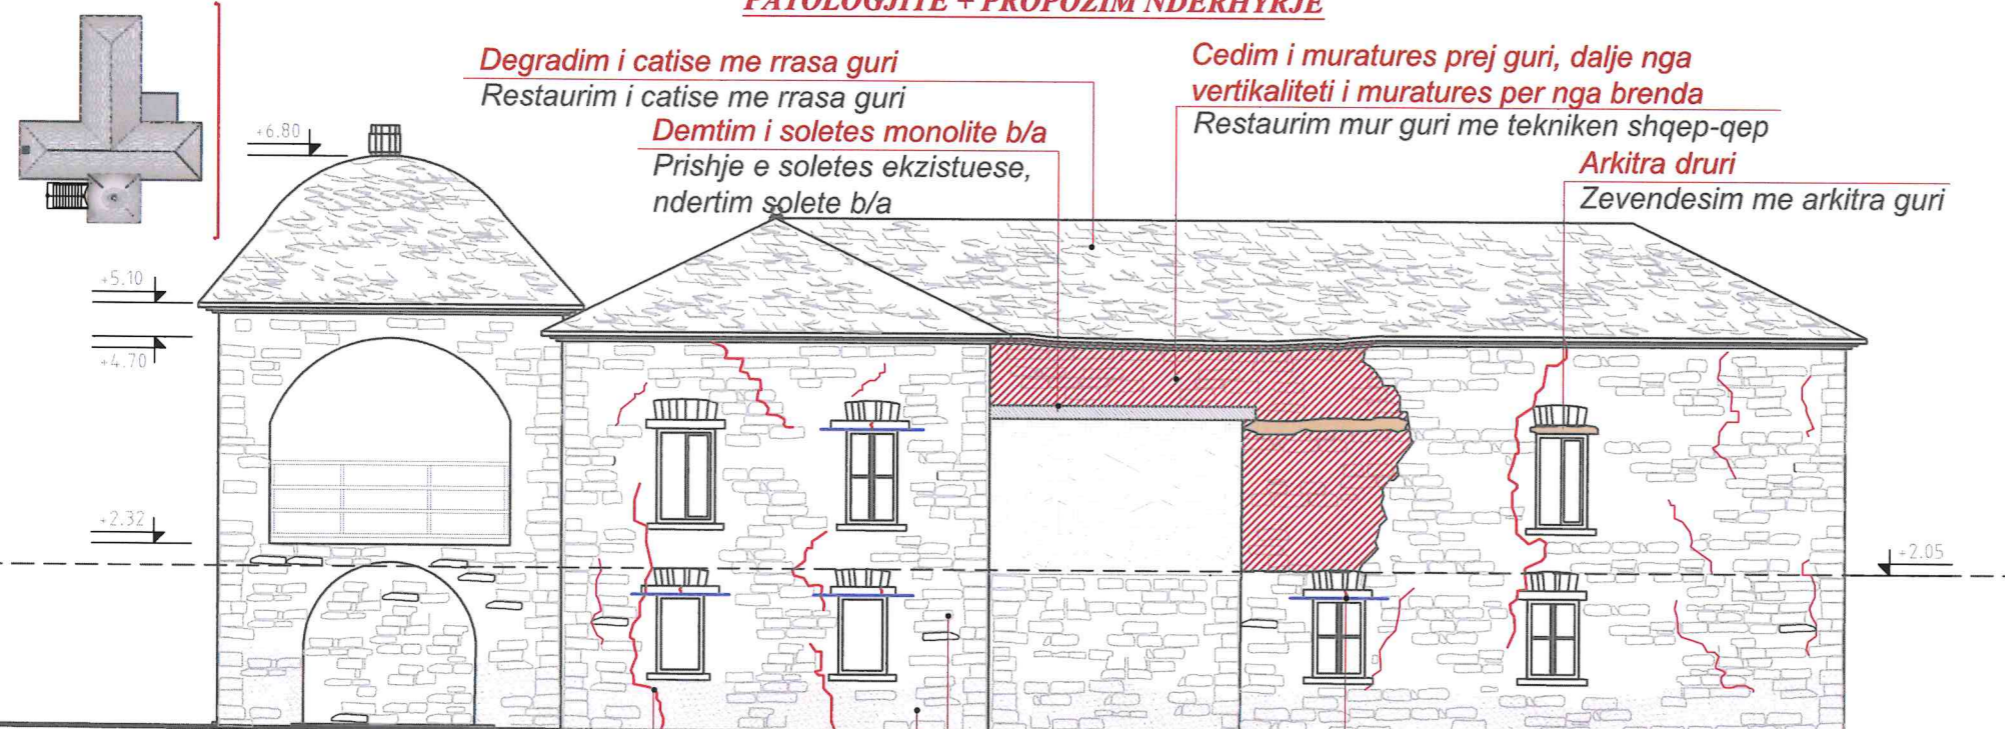 PATOLOGJITE + PROPOZIM NDERHYRJE
Degradim i catise me rrasa guri
Restaurim i catise me rrasa guri
Demtim i soletes monolite b/a
Prishje e soletes ekzistuese,
ndertim solete b/a
Cedim i muratures prej guri, dalje nga
vertikaliteti i muratures per nga brenda
Restaurim mur guri me tekniken shqep-qep
Arkitra druri
Zevendesim me arkitra guri
+6.80
+5.10
+4.70
+2.32
+2.05